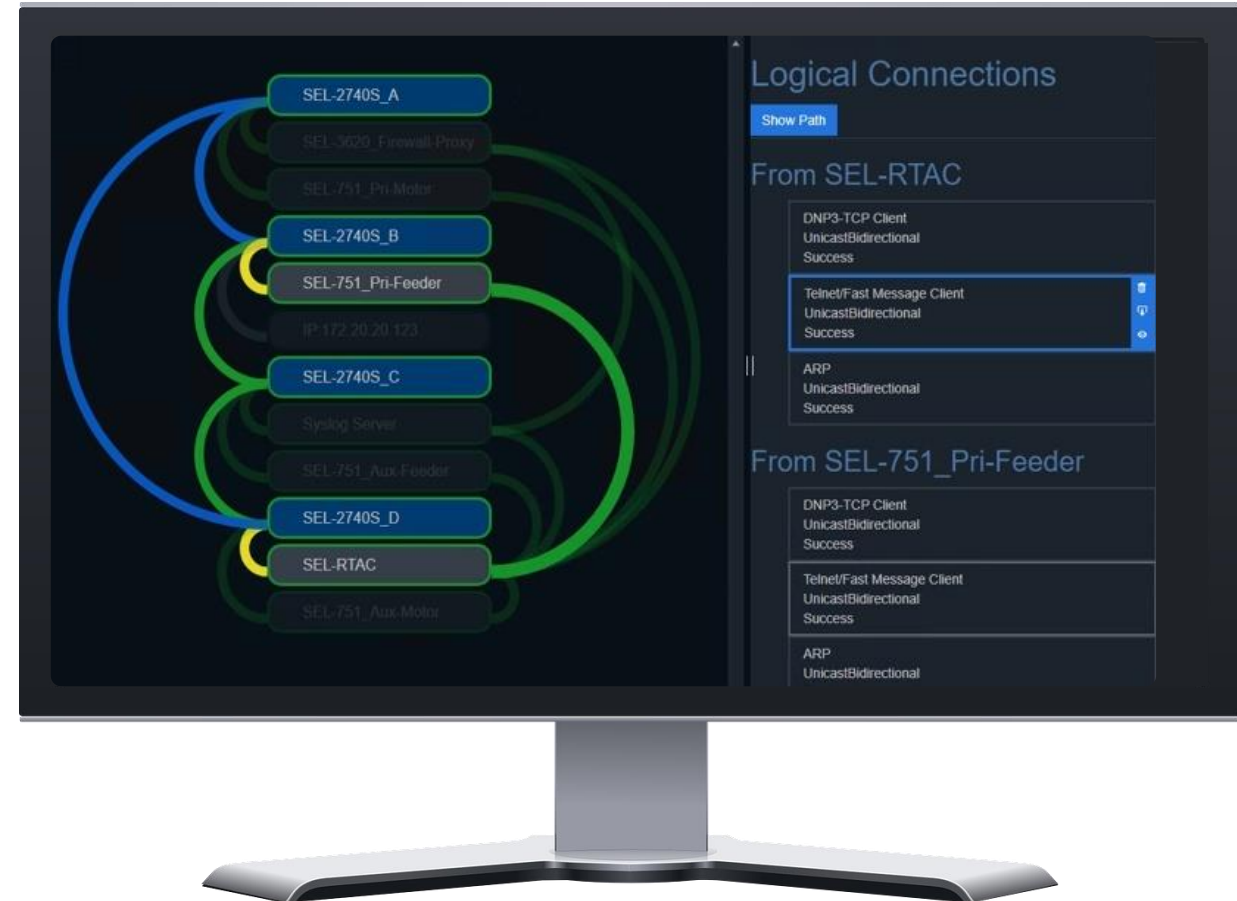 SEL-2740S_A
SEL-3620_Firewall-Proxy
SEL-751_Pri-Motor
SEL-2740S_B
SEL-751_Pri-Feeder
IP:172.20.20.123
SEL-2740S_C
Syslog Server
SEL-751_Aux-Feeder
SEL-2740S_D
SEL-RTAC
SEL-751_Aux-Motor
Logical Connections
Show Path
From SEL-RTAC
DNP3-TCP Client
UnicastBidirectional
Success
Telnet/Fast Message Client
UnicastBidirectional
Success
ARP
UnicastBidirectional
Success
From SEL-751_Pri-Feeder
DNP3-TCP Client
UnicastBidirectional
Success
Telnet/Fast Message Client
UnicastBidirectional
Success
ARP
UnicastBidirectional